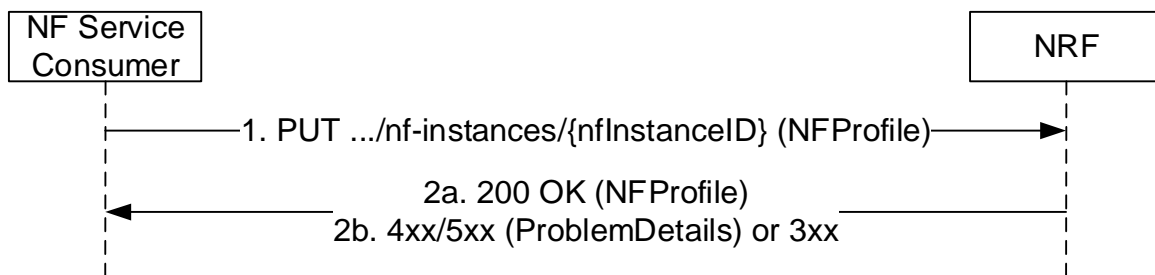 NF Service
Consumer
NRF
1. PUT .../nf-instances/{nfInstanceID} (NFProfile)
2a. 200 OK (NFProfile)
2b. 4xx/5xx (ProblemDetails) or 3xx